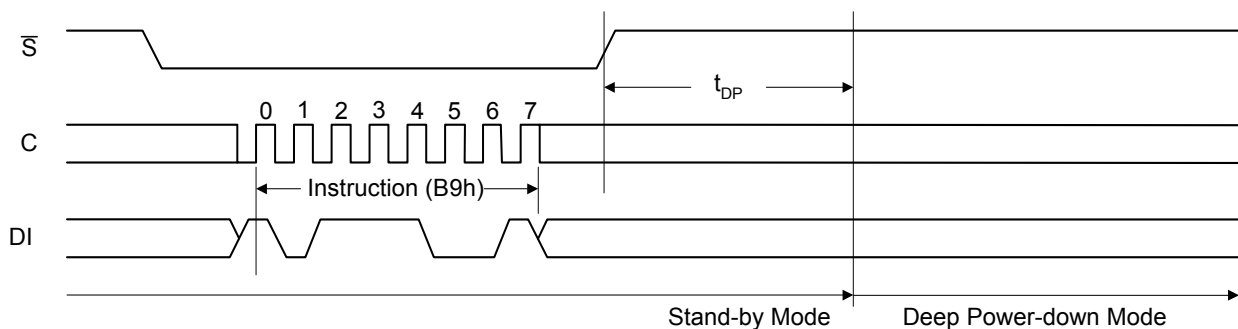 S̅
t_DP
0 1 2 3 4 5 6 7
C
Instruction (B9h)
DI
Stand-by Mode Deep Power-down Mode